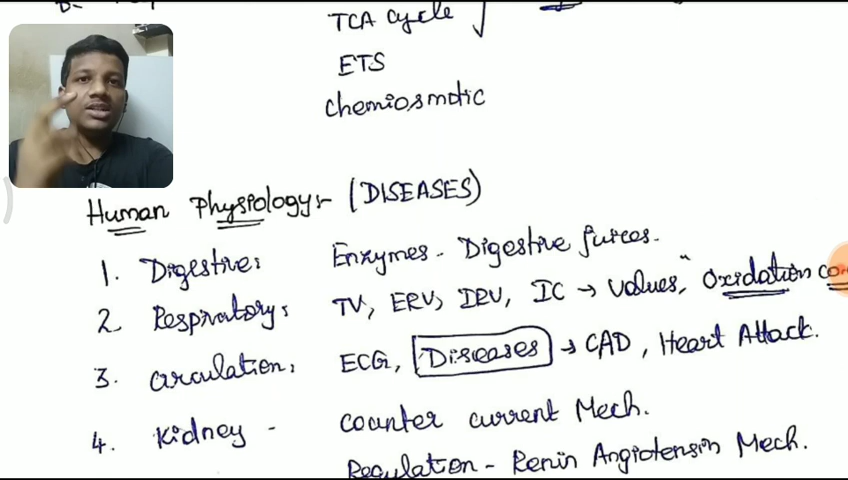 TCA Cycle
ETS
Chemiosmotic
Human Physiology:- (DISEASES)
1. Digestive: Enzymes - Digestive Juices.
2 Respiratory: TV, ERV, IRV, IC → Values, "Oxidation
3. Circulation: ECG, Diseases → CAD, Heart Attack.
4. Kidney - Counter current Mech.
Regulation - Renin Angiotensin Mech.